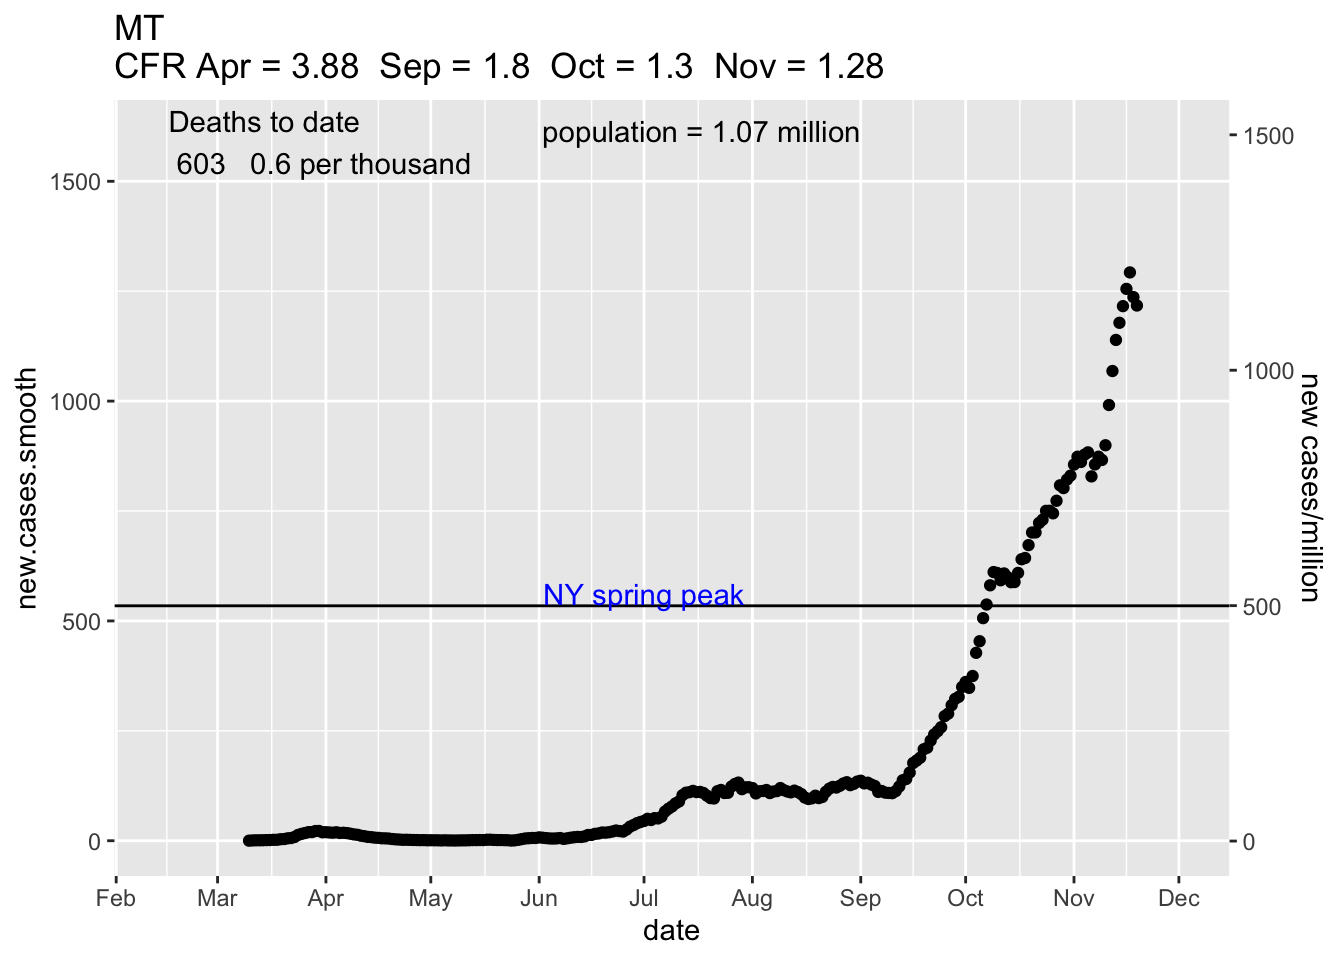 MT
CFR Apr = 3.88  Sep = 1.8  Oct = 1.3  Nov = 1.28
Deaths to date
603   0.6 per thousand
population = 1.07 million
1500
1000
500
0
new.cases.smooth
NY spring peak
1500
1000
500
0
new cases/million
Feb Mar Apr May Jun Jul Aug Sep Oct Nov Dec
date